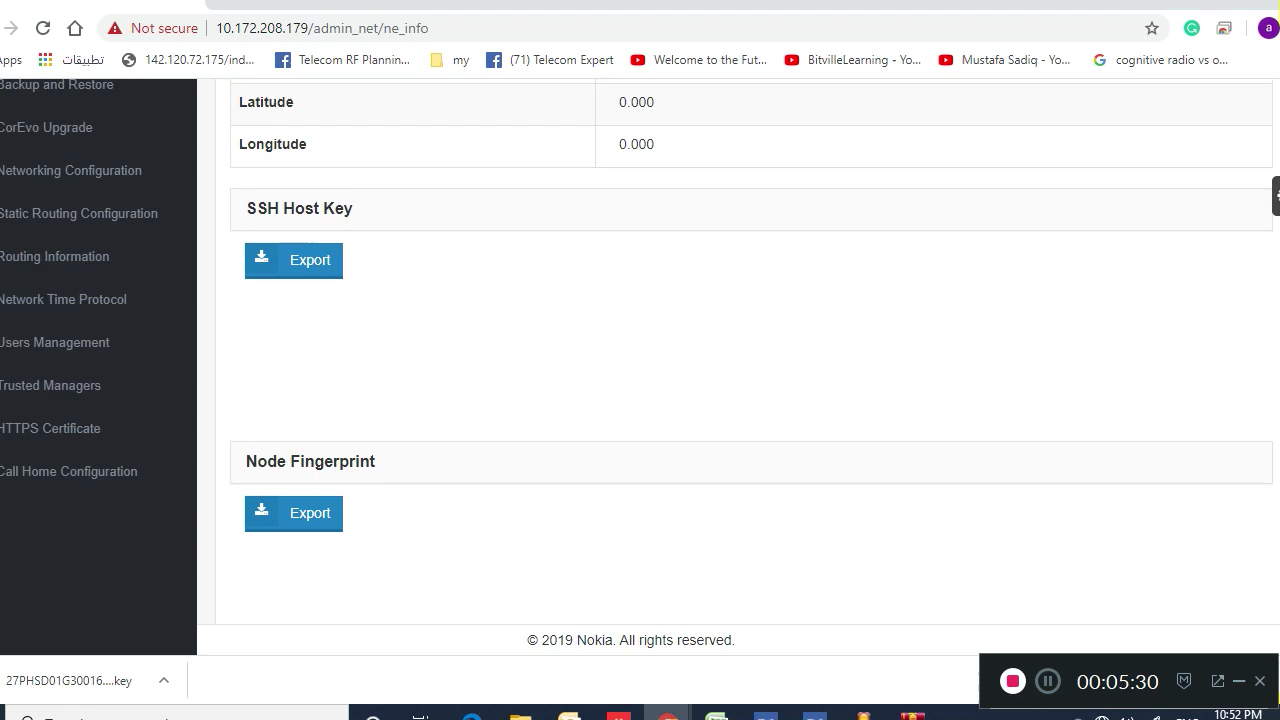 Not secure 10.172.208.179/admin_net/ne_info a
Apps تطبيقات 142.120.72.175/ind... Telecom RF Plannin... my (71) Telecom Expert Welcome to the Fut... BitvilleLearning - Yo... Mustafa Sadiq - Yo... cognitive radio vs o...
Backup and Restore
CorEvo Upgrade
Networking Configuration
Static Routing Configuration
Routing Information
Network Time Protocol
Users Management
Trusted Managers
HTTPS Certificate
Call Home Configuration
Latitude 0.000
Longitude 0.000
SSH Host Key
Export
Node Fingerprint
Export
© 2019 Nokia. All rights reserved.
27PHSD01G30016....key
00:05:30
10:52 PM